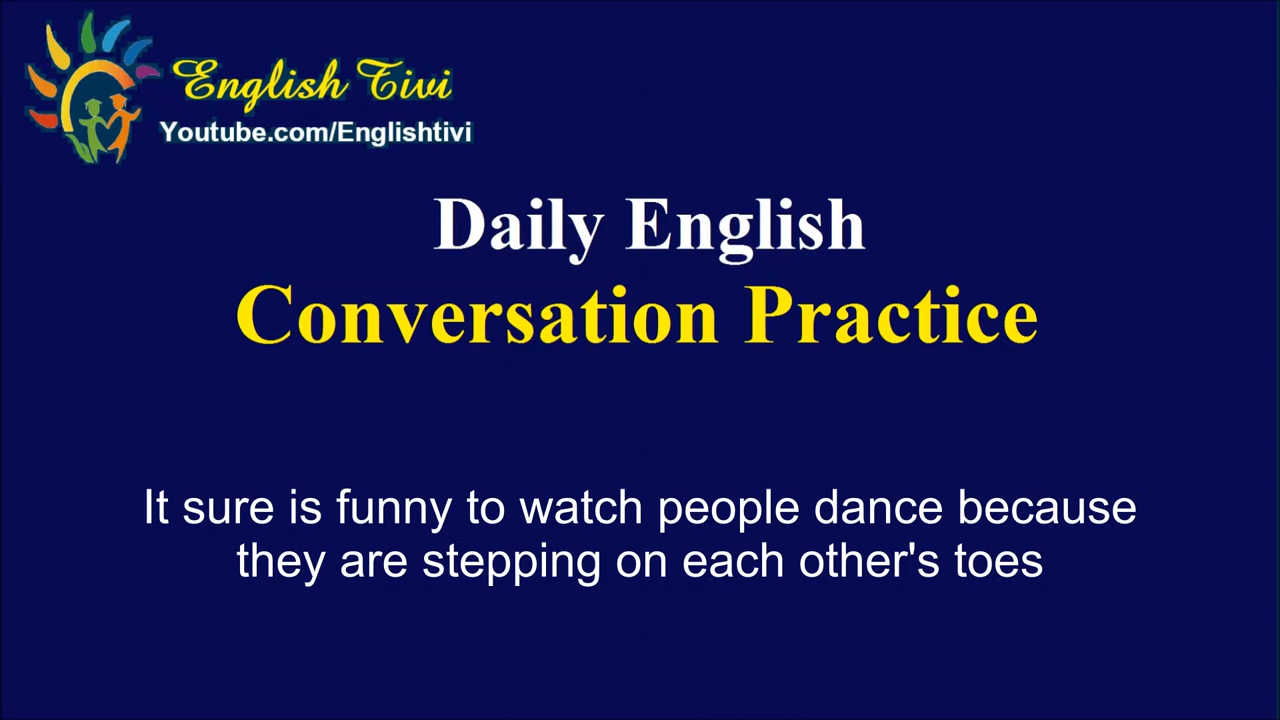 English Tivi
Youtube.com/Englishtivi
Daily English
Conversation Practice
It sure is funny to watch people dance because
they are stepping on each other's toes